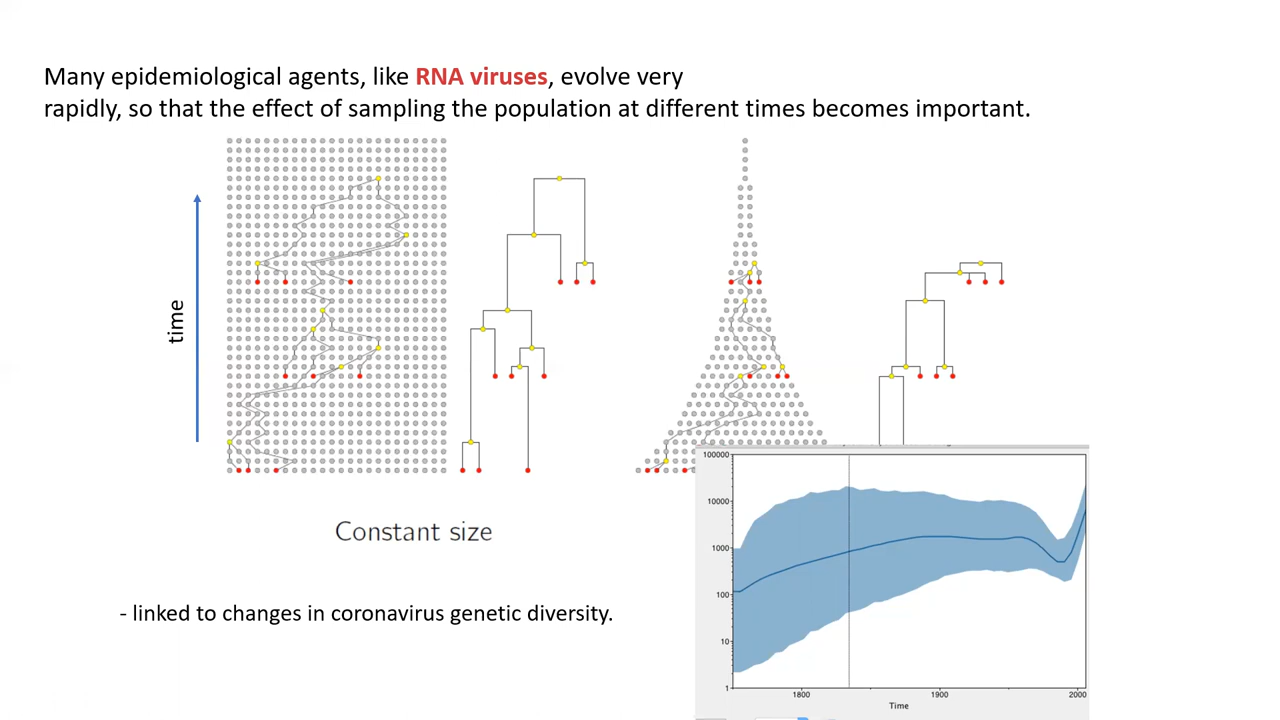 Many epidemiological agents, like RNA viruses, evolve very
rapidly, so that the effect of sampling the population at different times becomes important.
time
Constant size
- linked to changes in coronavirus genetic diversity.
100000
10000
1000
100
10
1
1800
1900
2000
Time